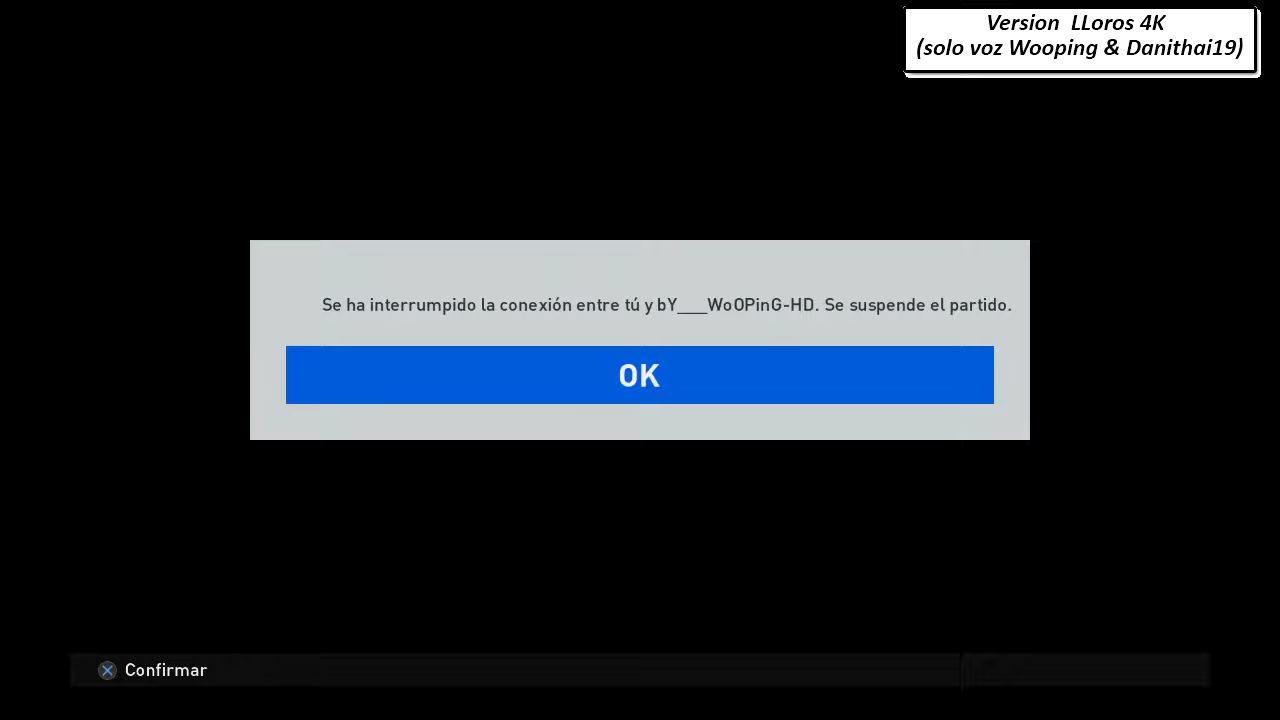 Version LLoros 4K
(solo voz Wooping & Danithai19)
Se ha interrumpido la conexión entre tú y bY___WoOPinG-HD. Se suspende el partido.
OK
Confirmar